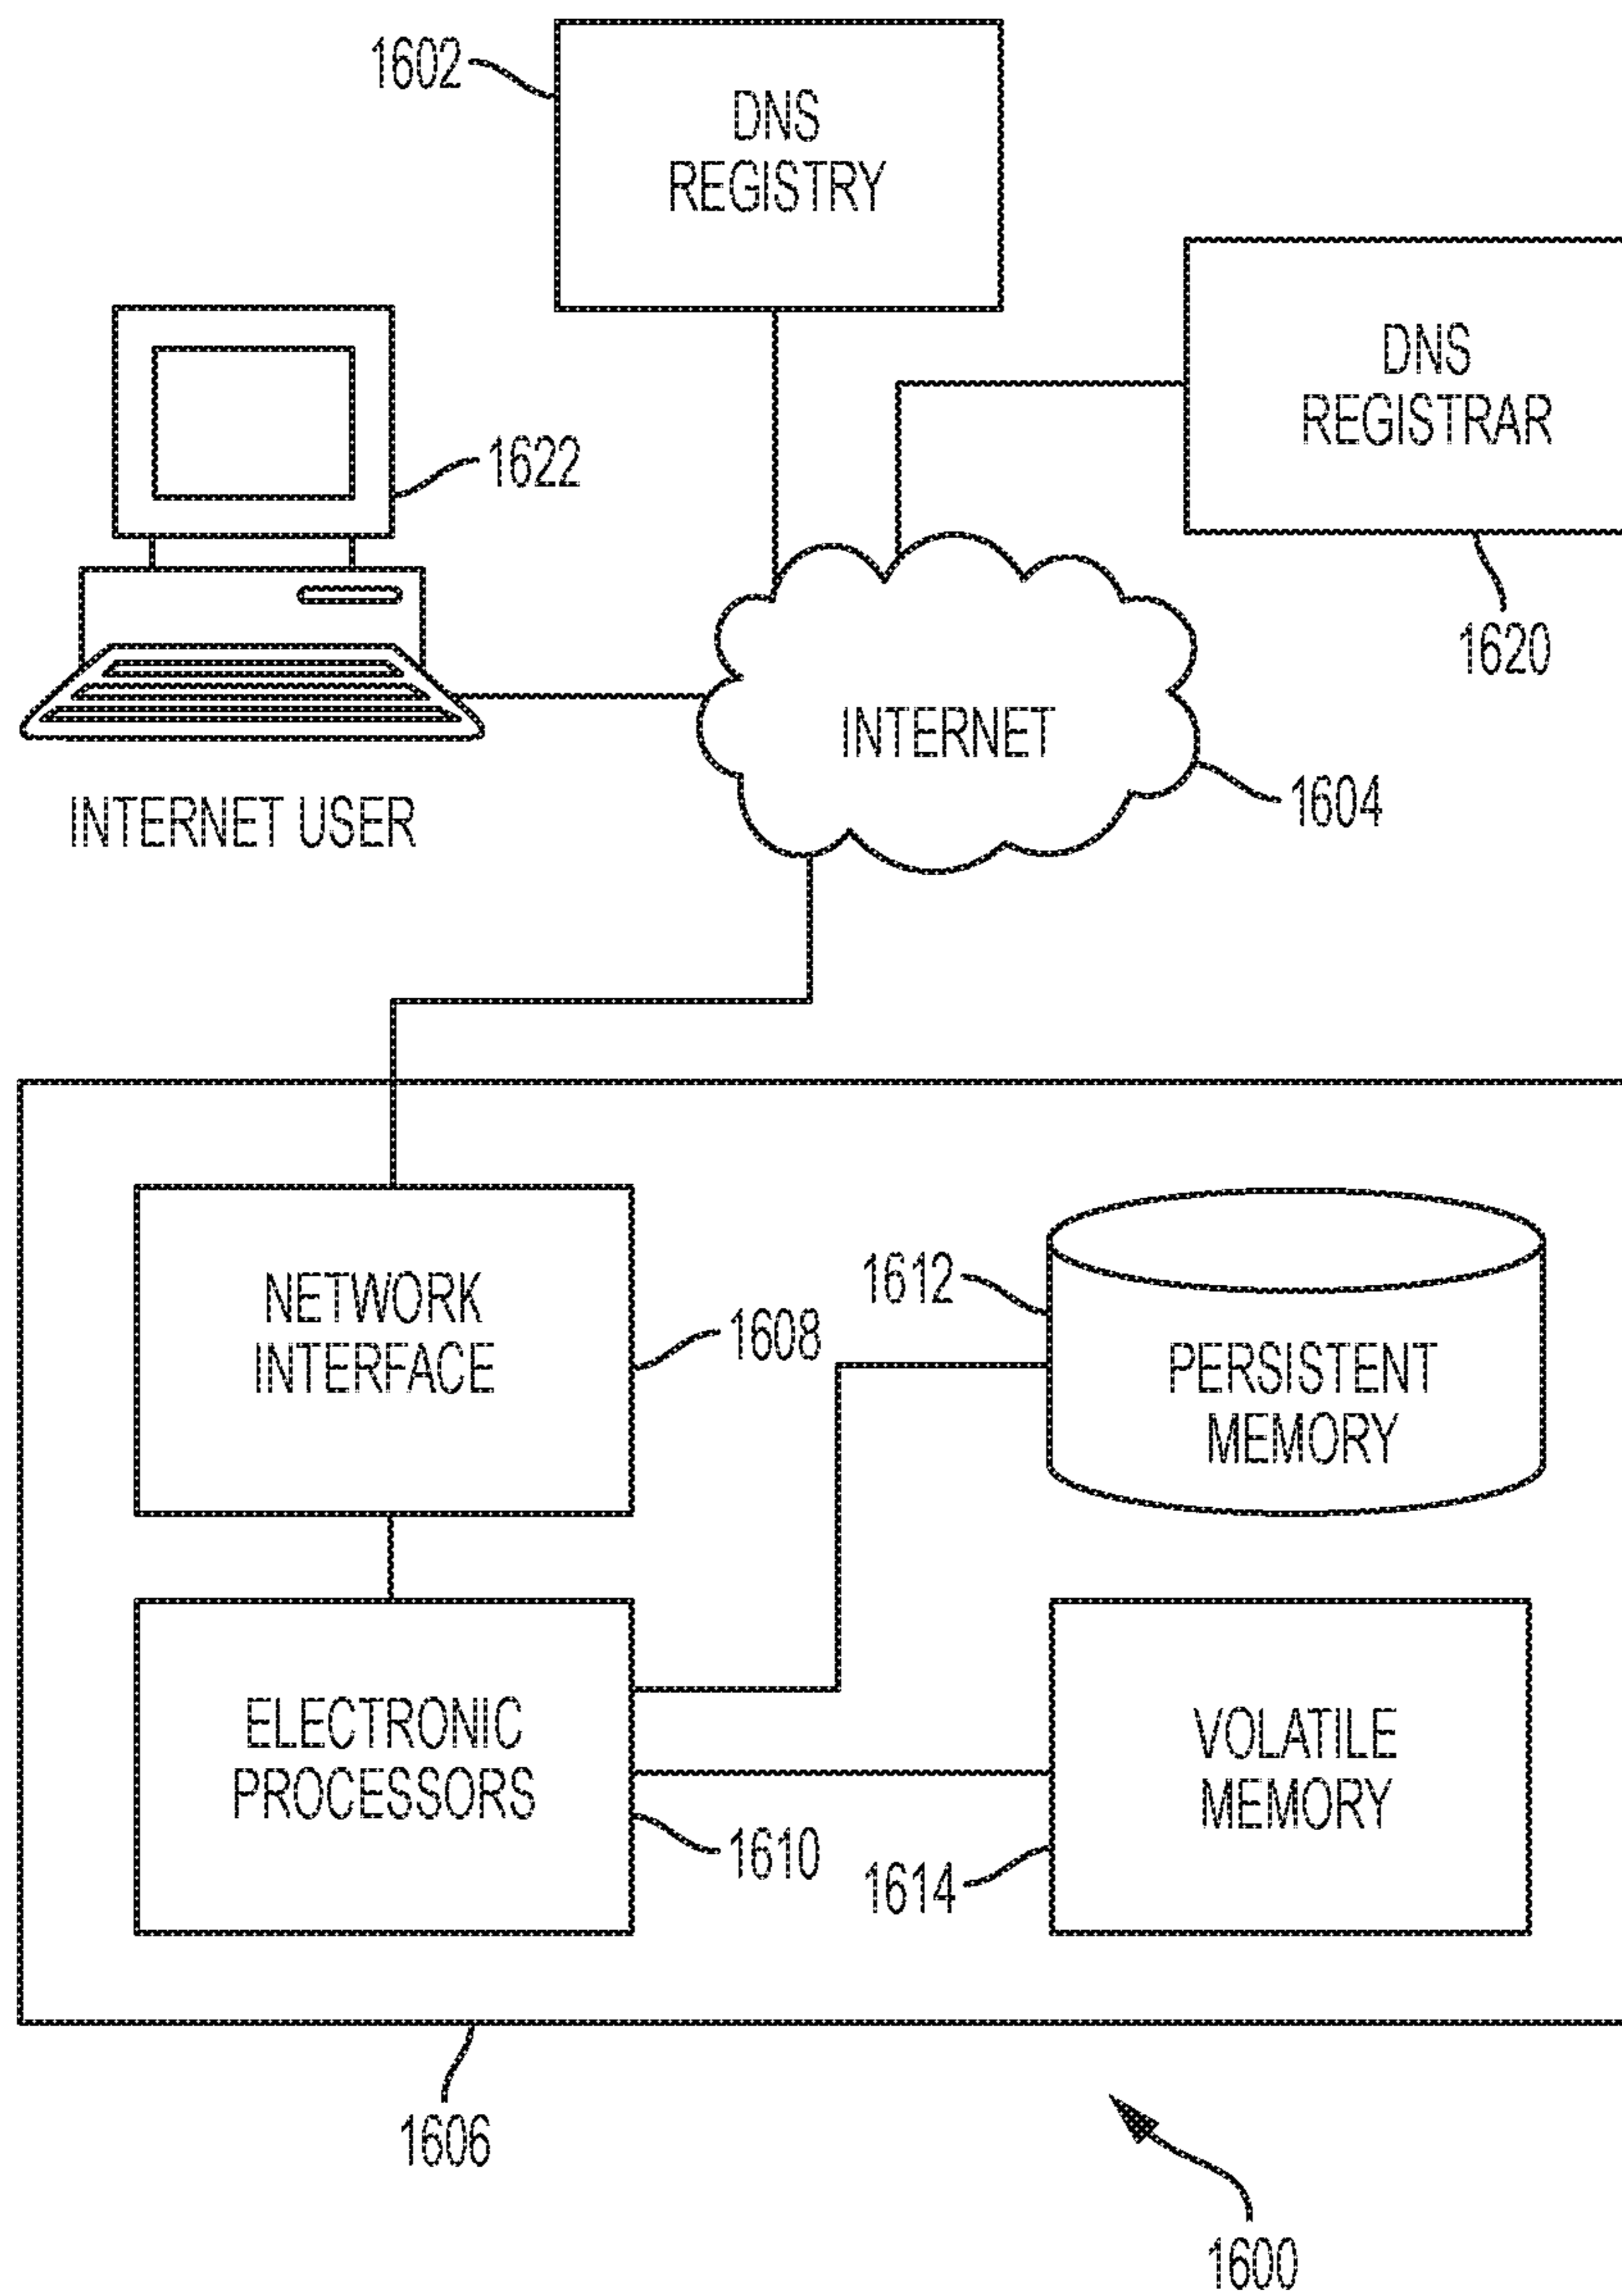 1602
DNS
REGISTRY
DNS
REGISTRAR
1622
1620
INTERNET
1604
INTERNET USER
NETWORK
INTERFACE
1608
1612
PERSISTENT
MEMORY
ELECTRONIC
PROCESSORS
1610
VOLATILE
MEMORY
1614
1606
1600